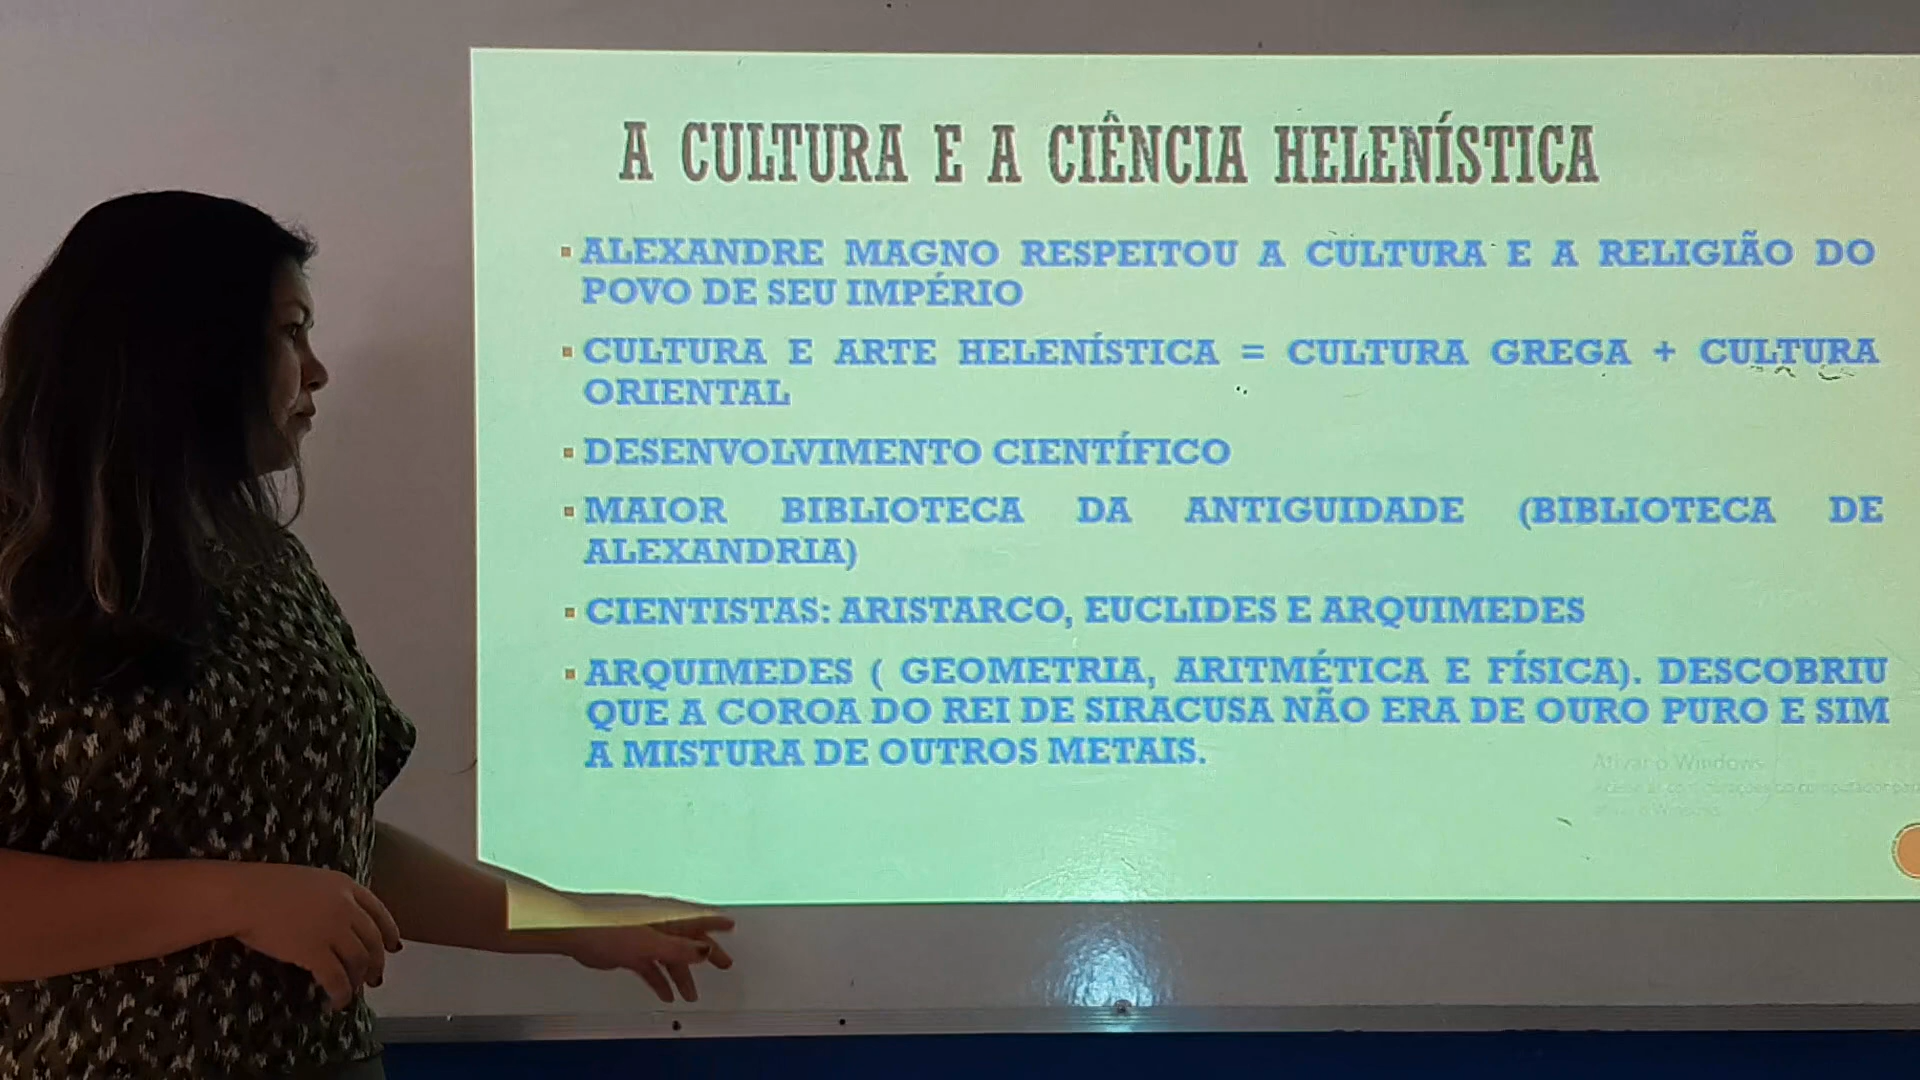 A CULTURA E A CIÊNCIA HELENÍSTICA
▪ ALEXANDRE MAGNO RESPEITOU A CULTURA E A RELIGIÃO DO
POVO DE SEU IMPÉRIO
▪ CULTURA E ARTE HELENÍSTICA = CULTURA GREGA + CULTURA
ORIENTAL
▪ DESENVOLVIMENTO CIENTÍFICO
▪ MAIOR BIBLIOTECA DA ANTIGUIDADE (BIBLIOTECA DE
ALEXANDRIA)
▪ CIENTISTAS: ARISTARCO, EUCLIDES E ARQUIMEDES
▪ ARQUIMEDES ( GEOMETRIA, ARITMÉTICA E FÍSICA). DESCOBRIU
QUE A COROA DO REI DE SIRACUSA NÃO ERA DE OURO PURO E SIM
A MISTURA DE OUTROS METAIS.
Ativar o Windows